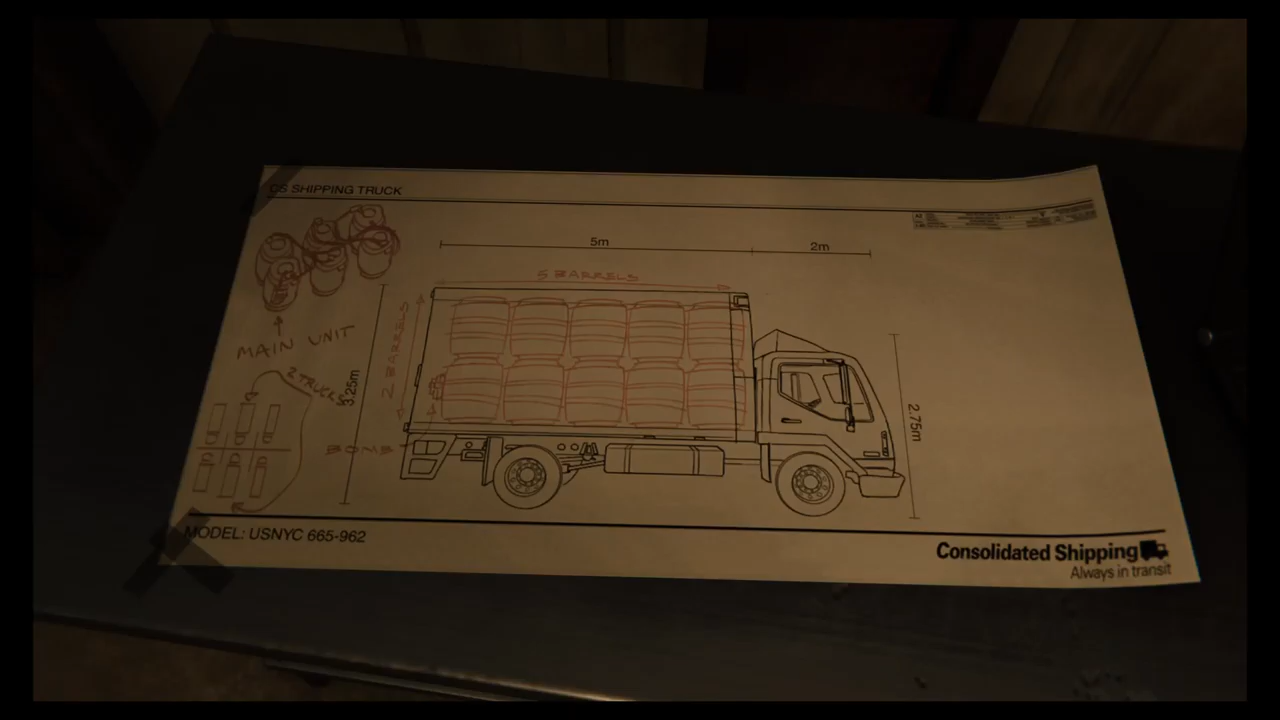 CS SHIPPING TRUCK
5m
2m
5 BARRELS
2 BARRELS
3.25m
2.75m
MAIN UNIT
2 TRUCKS
BOMB
MODEL: USNYC 665-962
Consolidated Shipping
Always in transit